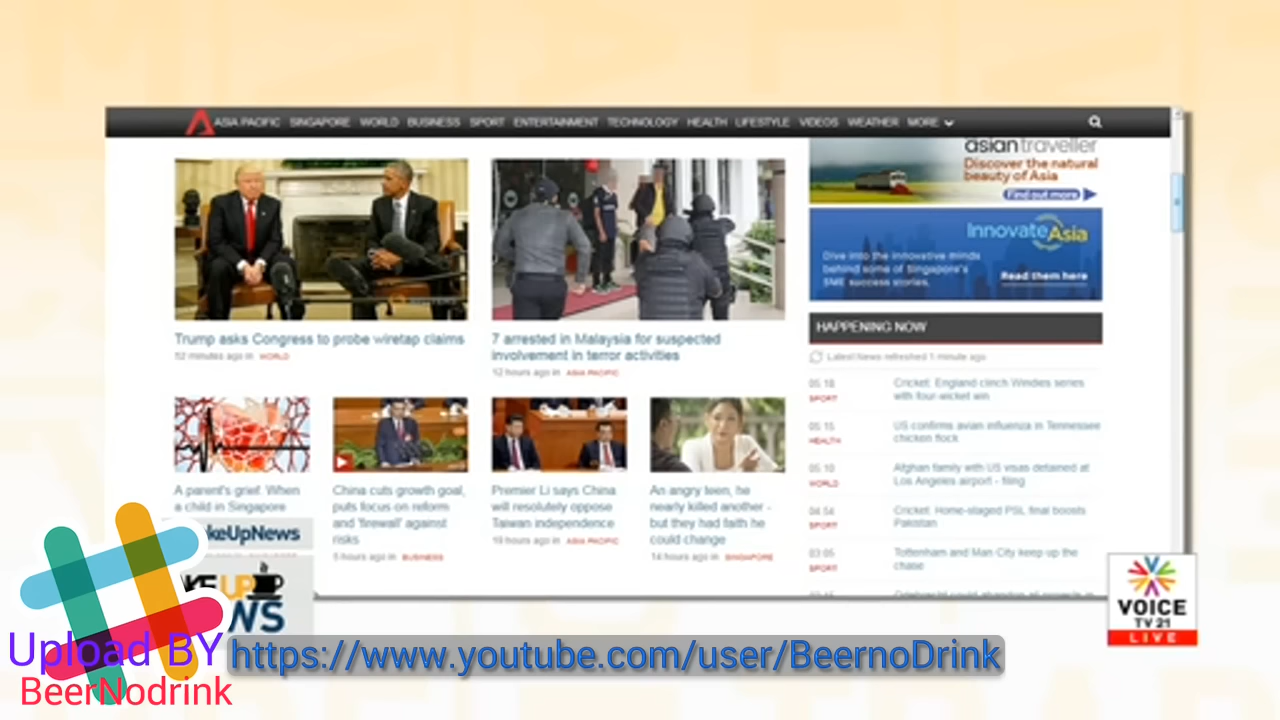 ASIA PACIFIC SINGAPORE WORLD BUSINESS SPORT ENTERTAINMENT TECHNOLOGY HEALTH LIFESTYLE VIDEOS WEATHER MORE
asian traveller
Discover the natural
beauty of Asia
Find out more
InnovateAsia
Dive into the innovative minds
behind some of Singapore's
SME success stories.
Read them here
Trump asks Congress to probe wiretap claims
52 minutes ago in WORLD
7 arrested in Malaysia for suspected
involvement in terror activities
12 hours ago in ASIA PACIFIC
HAPPENING NOW
Latest News refreshed 1 minute ago
05:18 Cricket: England clinch Windies series
SPORT with four-wicket win
05:15 US confirms avian influenza in Tennessee
HEALTH chicken flock
05:10 Afghan family with US visas detained at
WORLD Los Angeles airport - filing
04:54 Cricket: Home-staged PSL final boosts
SPORT Pakistan
03:05 Tottenham and Man City keep up the
SPORT chase
A parent's grief: When
a child in Singapore
China cuts growth goal,
puts focus on reform
and 'firewall' against
risks
5 hours ago in BUSINESS
Premier Li says China
will resolutely oppose
Taiwan independence
19 hours ago in ASIA PACIFIC
An angry teen, he
nearly killed another -
but they had faith he
could change
14 hours ago in SINGAPORE
keUpNews
KE UP
WS
VOICE
TV 21
LIVE
Upload BY
BeerNodrink
https://www.youtube.com/user/BeernoDrink